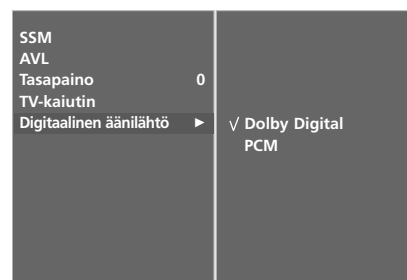 SSM
AVL
Tasapaino 0
TV-kaiutin
Digitaalinen äänilähtö ►
√ Dolby Digital
PCM